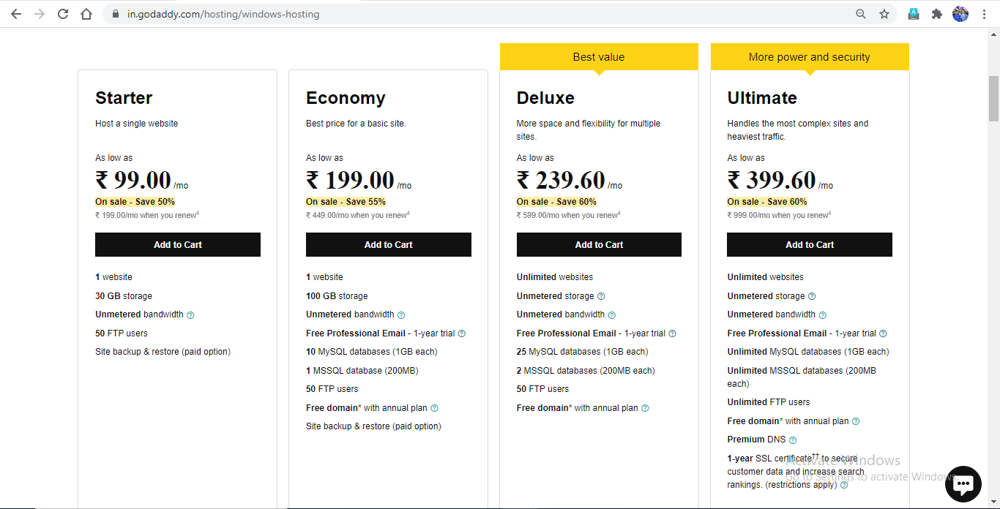 in.godaddy.com/hosting/windows-hosting
Best value
More power and security
Starter
Host a single website
As low as
₹ 99.00 /mo
On sale - Save 50%
₹ 199.00/mo when you renew4
Add to Cart
1 website
30 GB storage
Unmetered bandwidth ?
50 FTP users
Site backup & restore (paid option)
Economy
Best price for a basic site.
As low as
₹ 199.00 /mo
On sale - Save 55%
₹ 449.00/mo when you renew4
Add to Cart
1 website
100 GB storage
Unmetered bandwidth ?
Free Professional Email - 1-year trial ?
10 MySQL databases (1GB each)
1 MSSQL database (200MB)
50 FTP users
Free domain* with annual plan ?
Site backup & restore (paid option)
Deluxe
More space and flexibility for multiple
sites.
As low as
₹ 239.60 /mo
On sale - Save 60%
₹ 599.00/mo when you renew4
Add to Cart
Unlimited websites
Unmetered storage ?
Unmetered bandwidth ?
Free Professional Email - 1-year trial ?
25 MySQL databases (1GB each)
2 MSSQL databases (200MB each)
50 FTP users
Free domain* with annual plan ?
Ultimate
Handles the most complex sites and
heaviest traffic.
As low as
₹ 399.60 /mo
On sale - Save 60%
₹ 999.00/mo when you renew4
Add to Cart
Unlimited websites
Unmetered storage ?
Unmetered bandwidth ?
Free Professional Email - 1-year trial ?
Unlimited MySQL databases (1GB each)
Unlimited MSSQL databases (200MB
each)
Unlimited FTP users
Free domain* with annual plan ?
Premium DNS ?
1-year SSL certificate†† to secure
customer data and increase search
rankings. (restrictions apply) ?
Activate Windows
Go to Settings to activate Windows.